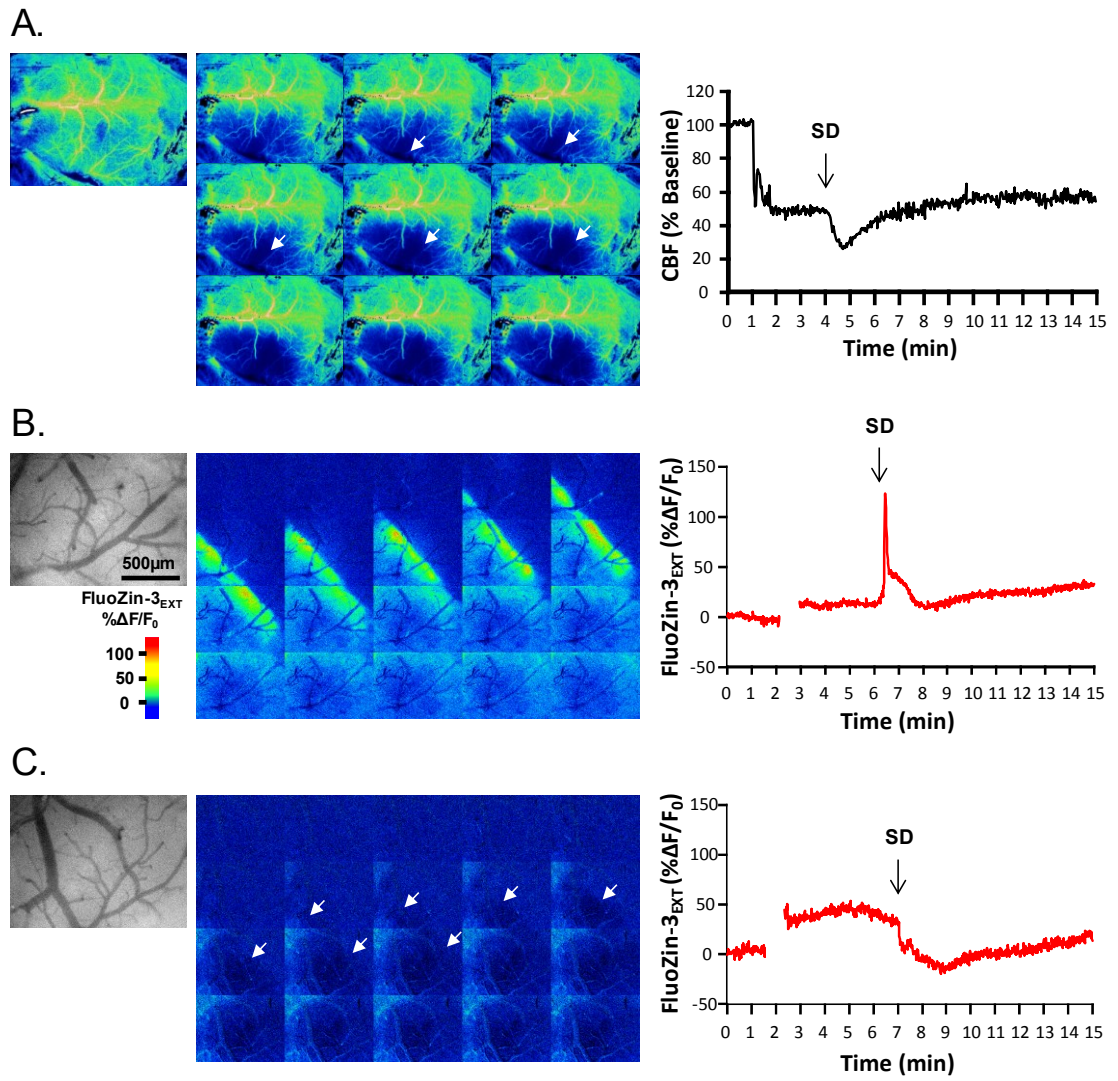 A.
120
100
80
60
40
20
0
CBF (% Baseline)
SD
0 1 2 3 4 5 6 7 8 9 10 11 12 13 14 15
Time (min)
B.
500µm
FluoZin-3EXT
%ΔF/F0
100
50
0
SD
150
100
50
0
-50
FluoZin-3EXT (%ΔF/F0)
0 1 2 3 4 5 6 7 8 9 10 11 12 13 14 15
Time (min)
C.
SD
150
100
50
0
-50
FluoZin-3EXT (%ΔF/F0)
0 1 2 3 4 5 6 7 8 9 10 11 12 13 14 15
Time (min)